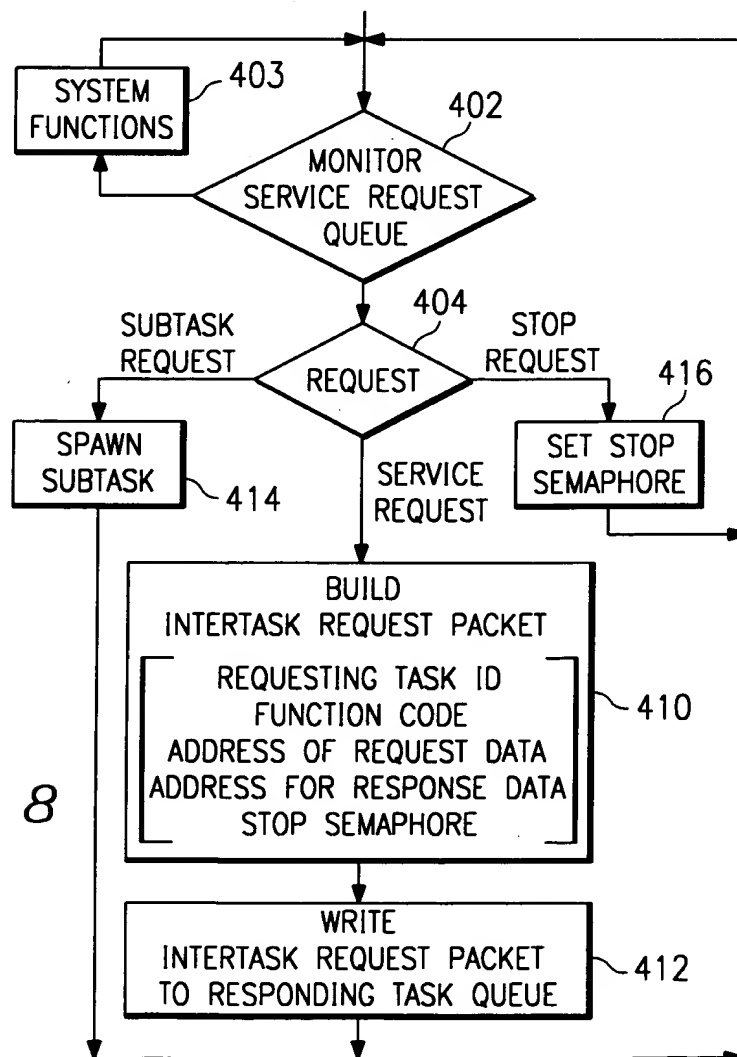 SYSTEM
FUNCTIONS
403
MONITOR
SERVICE REQUEST
QUEUE
402
REQUEST
404
SUBTASK
REQUEST
STOP
REQUEST
SPAWN
SUBTASK
414
SERVICE
REQUEST
SET STOP
SEMAPHORE
416
BUILD
INTERTASK REQUEST PACKET
REQUESTING TASK ID
FUNCTION CODE
ADDRESS OF REQUEST DATA
ADDRESS FOR RESPONSE DATA
STOP SEMAPHORE
410
8
WRITE
INTERTASK REQUEST PACKET
TO RESPONDING TASK QUEUE
412